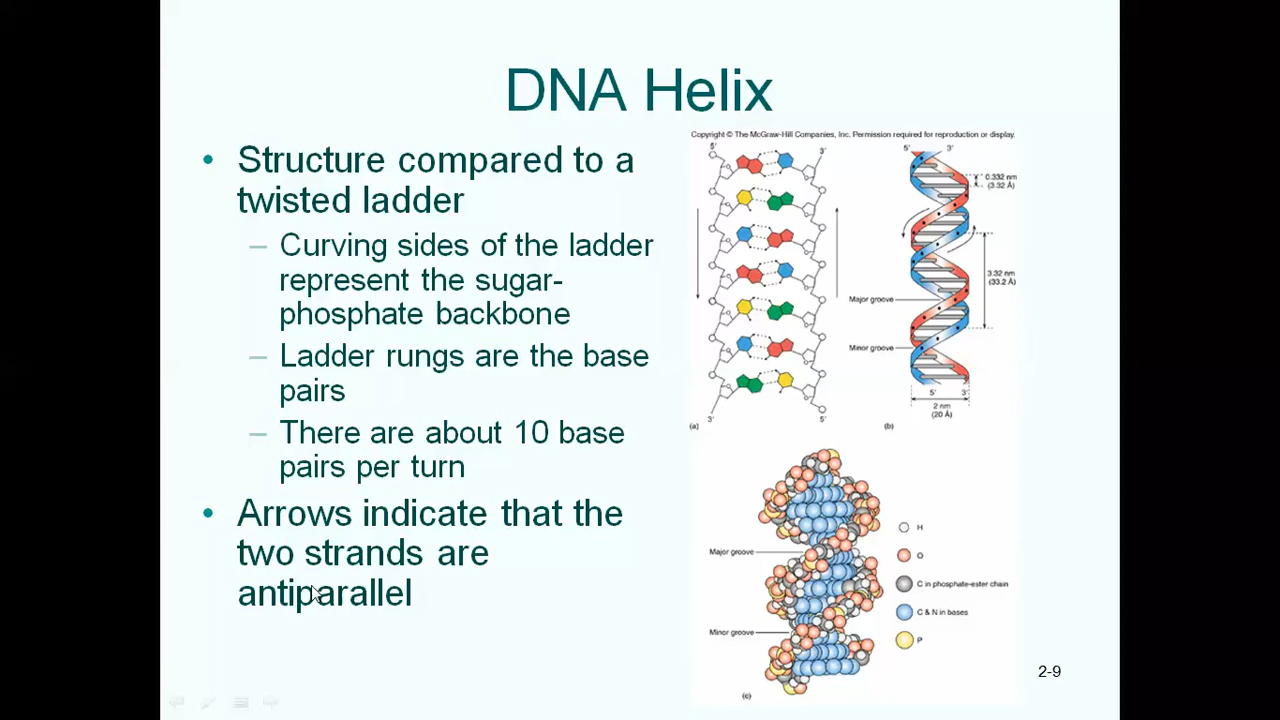 DNA Helix
• Structure compared to a
twisted ladder
– Curving sides of the ladder
represent the sugar-
phosphate backbone
– Ladder rungs are the base
pairs
– There are about 10 base
pairs per turn
• Arrows indicate that the
two strands are
antiparallel
Copyright © The McGraw-Hill Companies, Inc. Permission required for reproduction or display.
5' 3'
3' 5'
(a)
5' 3'
0.332 nm
(3.32 Å)
3.32 nm
(33.2 Å)
Major groove
Minor groove
5' 3'
2 nm
(20 Å)
(b)
Major groove
Minor groove
(c)
H
O
C in phosphate-ester chain
C & N in bases
P
2-9